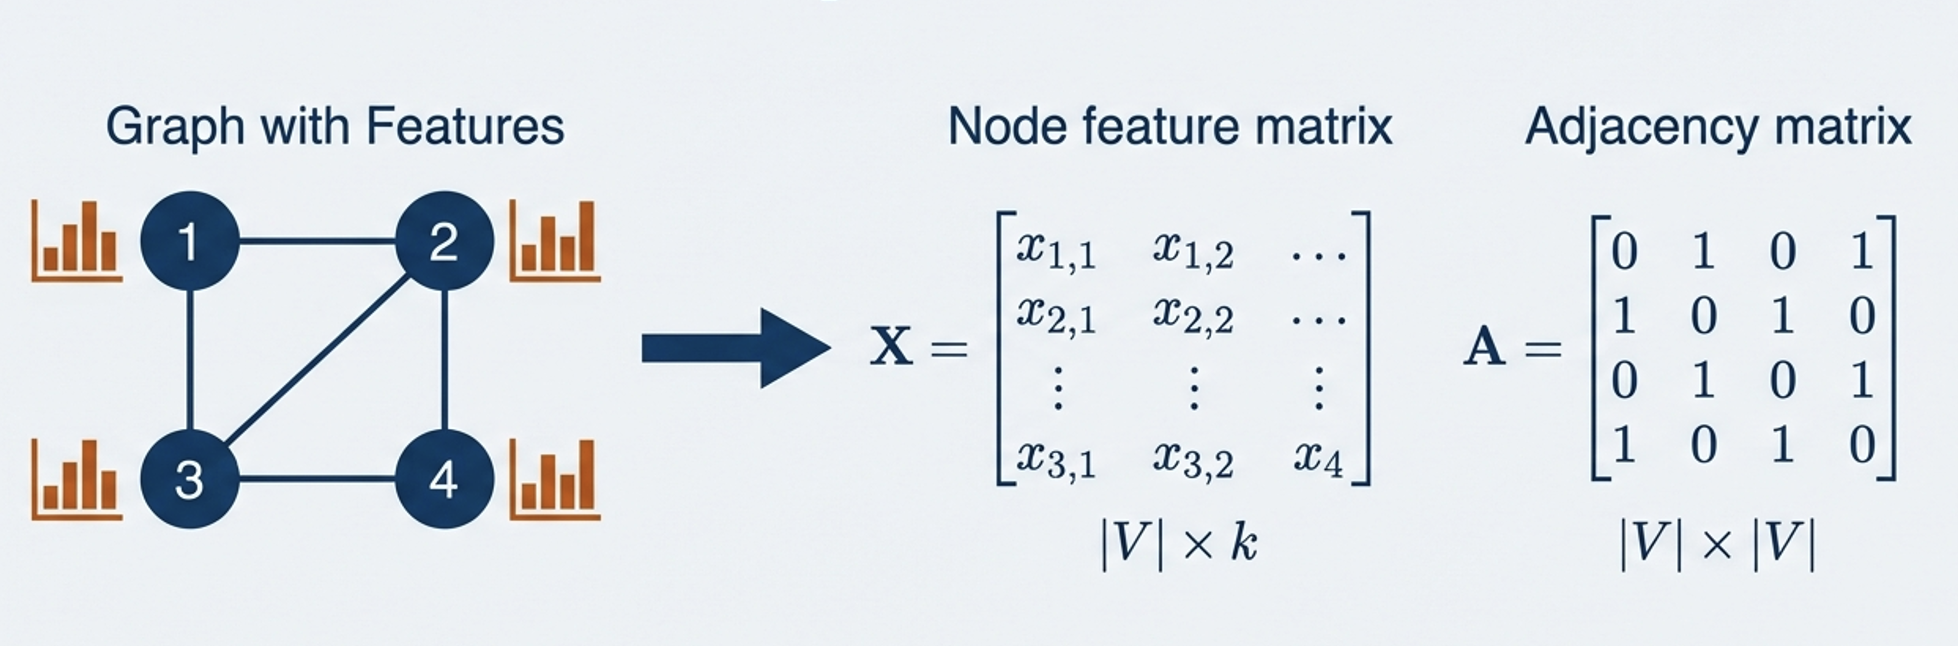 Graph with Features
1
2
3
4
Node feature matrix
X =
x1,1 x1,2 ...
x2,1 x2,2 ...
⋮ ⋮ ⋮
x3,1 x3,2 x4
|V| × k
Adjacency matrix
A =
0 1 0 1
1 0 1 0
0 1 0 1
1 0 1 0
|V| × |V|